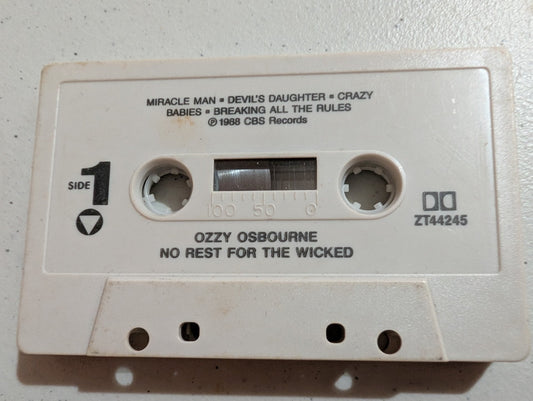 MIRACLE MAN ▪ DEVIL'S DAUGHTER ▪ CRAZY
BABIES ▪ BREAKING ALL THE RULES
℗ 1988 CBS Records
SIDE 1
100 50 0
ZT44245
OZZY OSBOURNE
NO REST FOR THE WICKED